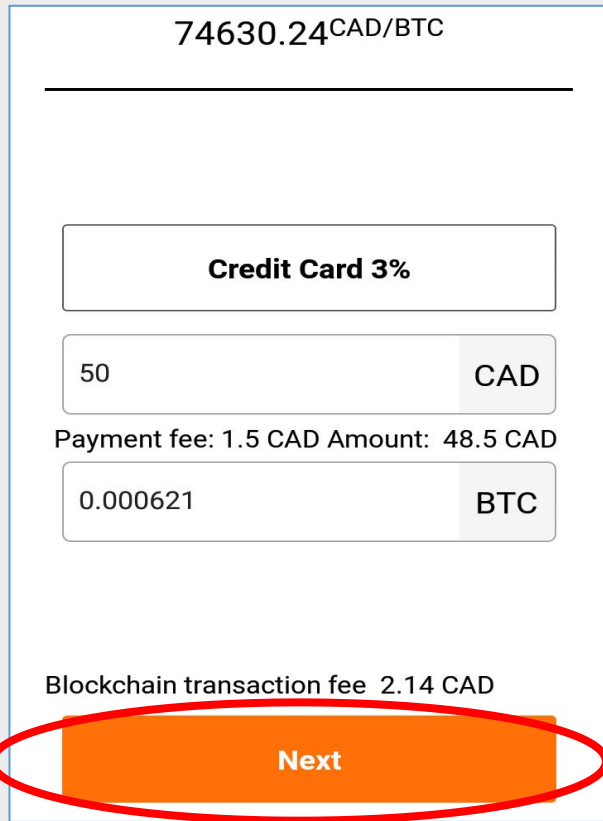 74630.24CAD/BTC
Credit Card 3%
50 CAD
Payment fee: 1.5 CAD Amount: 48.5 CAD
0.000621 BTC
Blockchain transaction fee 2.14 CAD
Next